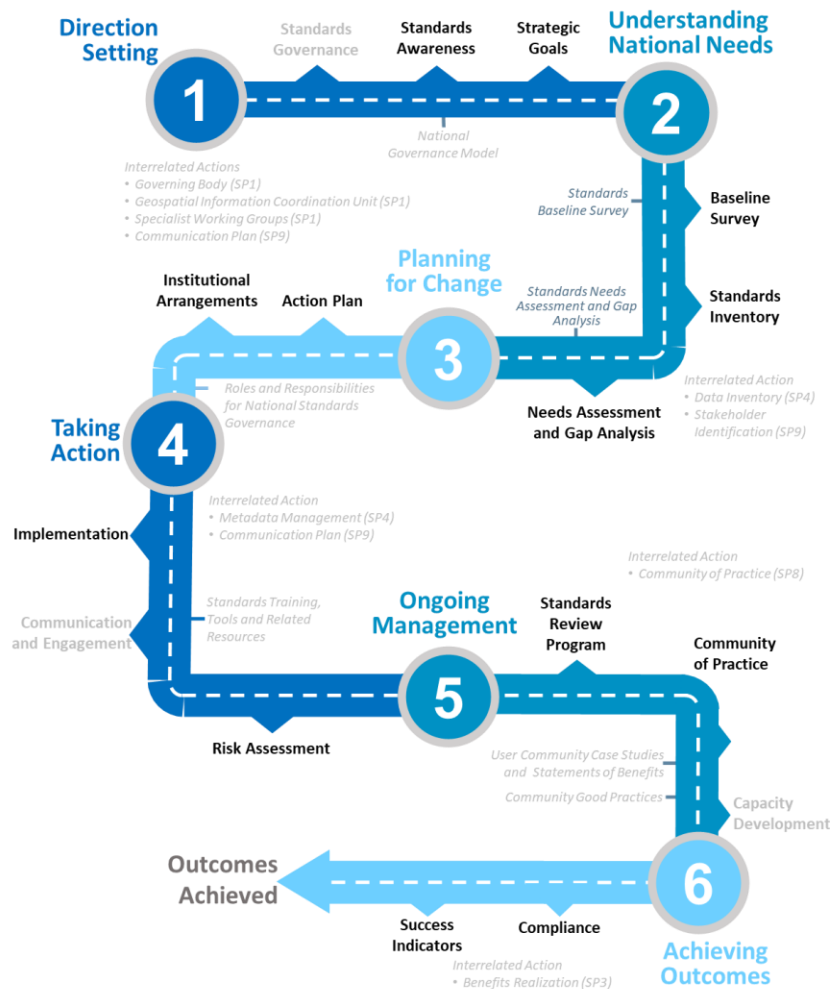 Direction
Setting
1
Standards
Governance
Standards
Awareness
Strategic
Goals
Understanding
National Needs
2
National
Governance Model
Interrelated Actions
• Governing Body (SP1)
• Geospatial Information Coordination Unit (SP1)
• Specialist Working Groups (SP1)
• Communication Plan (SP9)
Standards
Baseline Survey
Baseline
Survey
Standards
Inventory
Standards Needs
Assessment and Gap
Analysis
Needs Assessment
and Gap Analysis
Interrelated Action
• Data Inventory (SP4)
• Stakeholder
Identification (SP9)
Planning
for Change
3
Action Plan
Institutional
Arrangements
Roles and Responsibilities
for National Standards
Governance
Taking
Action
4
Interrelated Action
• Metadata Management (SP4)
• Communication Plan (SP9)
Implementation
Communication
and Engagement
Standards Training,
Tools and Related
Resources
Risk Assessment
Ongoing
Management
5
Standards
Review
Program
Interrelated Action
• Community of Practice (SP8)
Community
of Practice
User Community Case Studies
and Statements of Benefits
Community Good Practices
Capacity
Development
6
Achieving
Outcomes
Compliance
Success
Indicators
Interrelated Action
• Benefits Realization (SP3)
Outcomes
Achieved